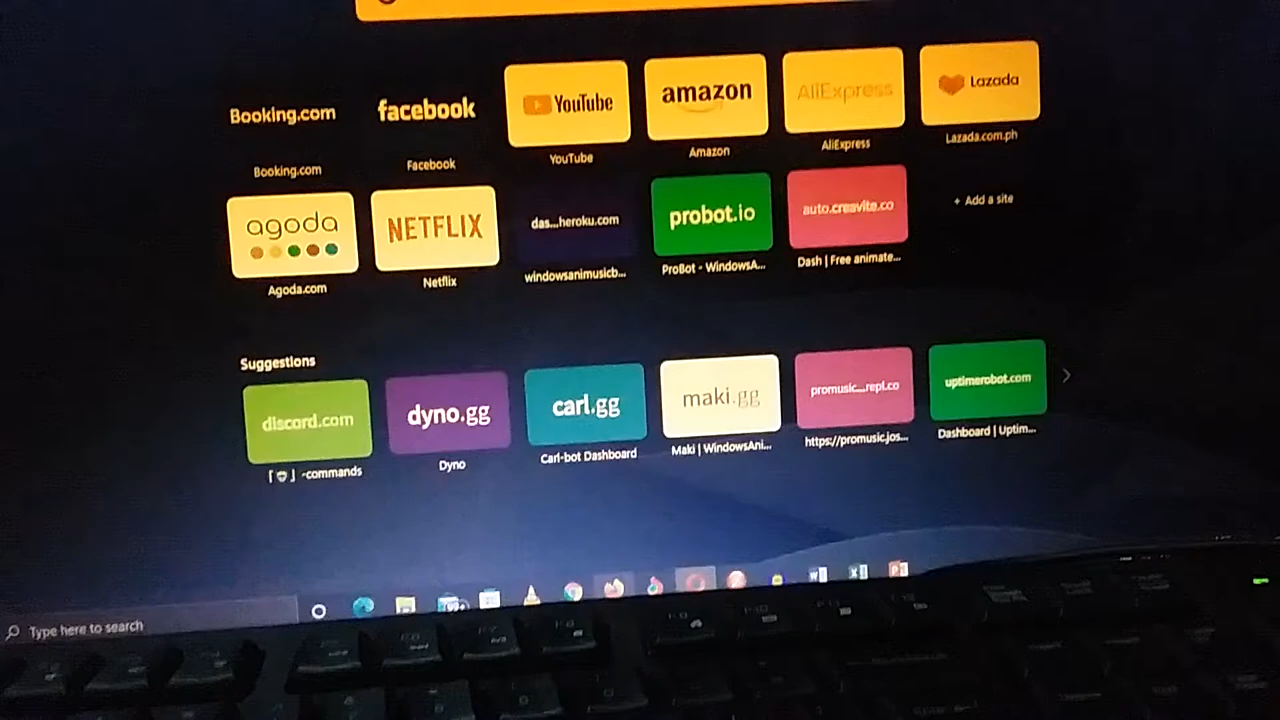 Booking.com
facebook
YouTube
amazon
AliExpress
Lazada
Booking.com
Facebook
YouTube
Amazon
AliExpress
Lazada.com.ph
agoda
NETFLIX
das...heroku.com
probot.io
auto.creavite.co
+ Add a site
Agoda.com
Netflix
windowsanimusicb...
ProBot - WindowsA...
Dash | Free animate...
Suggestions
discord.com
dyno.gg
carl.gg
maki.gg
promusic....repl.co
uptimerobot.com
-commands
Dyno
Carl-bot Dashboard
Maki | WindowsAni...
https://promusic.jos...
Dashboard | Uptim...
Type here to search
99+